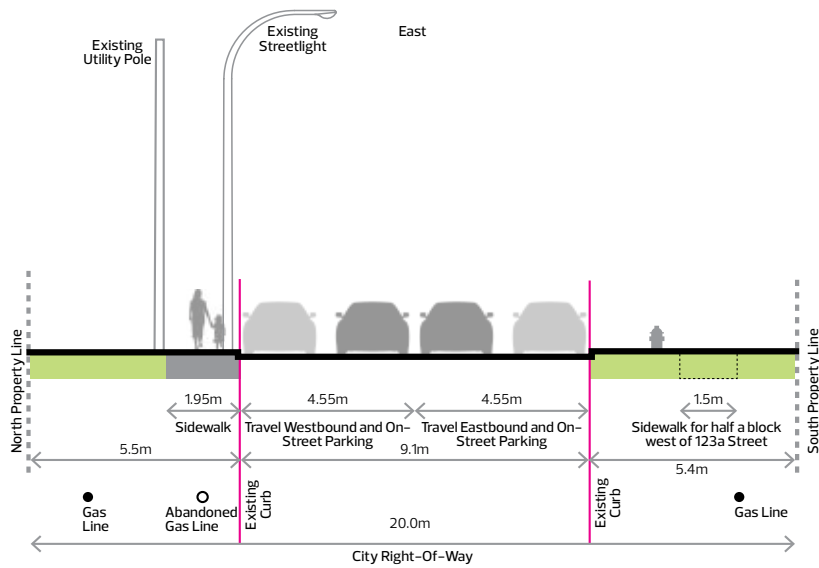 Existing
Utility Pole
Existing
Streetlight
East
North Property Line
South Property Line
1.95m
4.55m
4.55m
1.5m
Sidewalk
Travel Westbound and On-
Street Parking
Travel Eastbound and On-
Street Parking
Sidewalk for half a block
west of 123a Street
5.5m
9.1m
5.4m
Gas
Line
Abandoned
Gas Line
Existing
Curb
Existing
Curb
Gas Line
20.0m
City Right-Of-Way